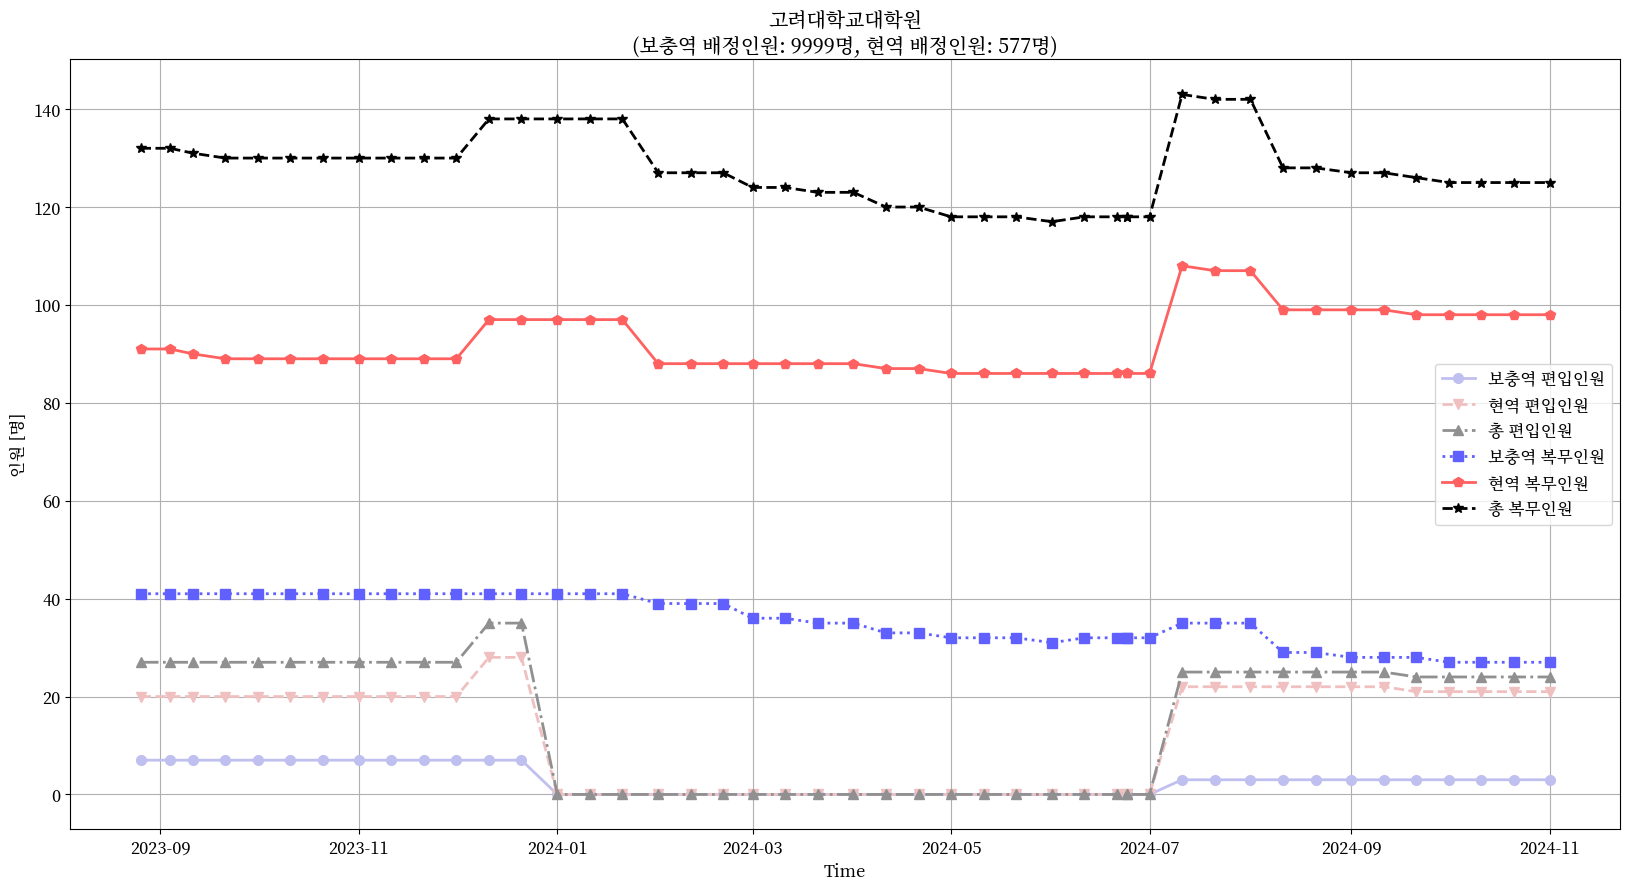 고려대학교대학원
(보충역 배정인원: 9999명, 현역 배정인원: 577명)
140
120
100
80
60
40
20
0
인원 [명]
보충역 편입인원
현역 편입인원
총 편입인원
보충역 복무인원
현역 복무인원
총 복무인원
2023-09
2023-11
2024-01
2024-03
2024-05
2024-07
2024-09
2024-11
Time